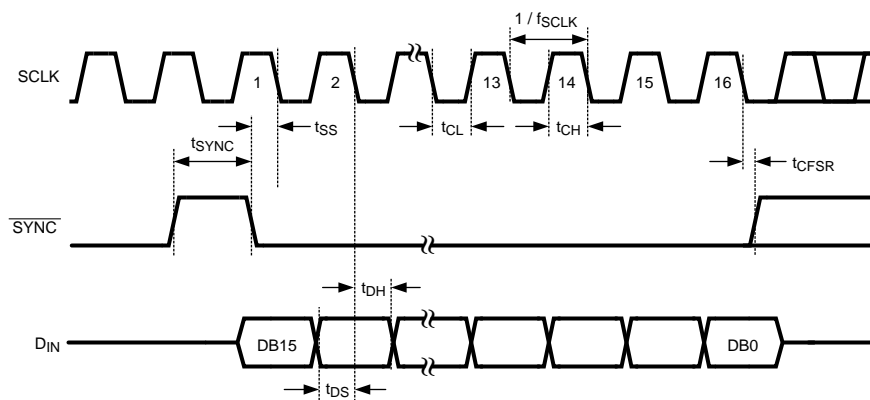 1 / fSCLK
SCLK 1 2 13 14 15 16
tSS tCL tCH
tSYNC tCFSR
SYNC
tDH
DIN DB15 DB0
tDS